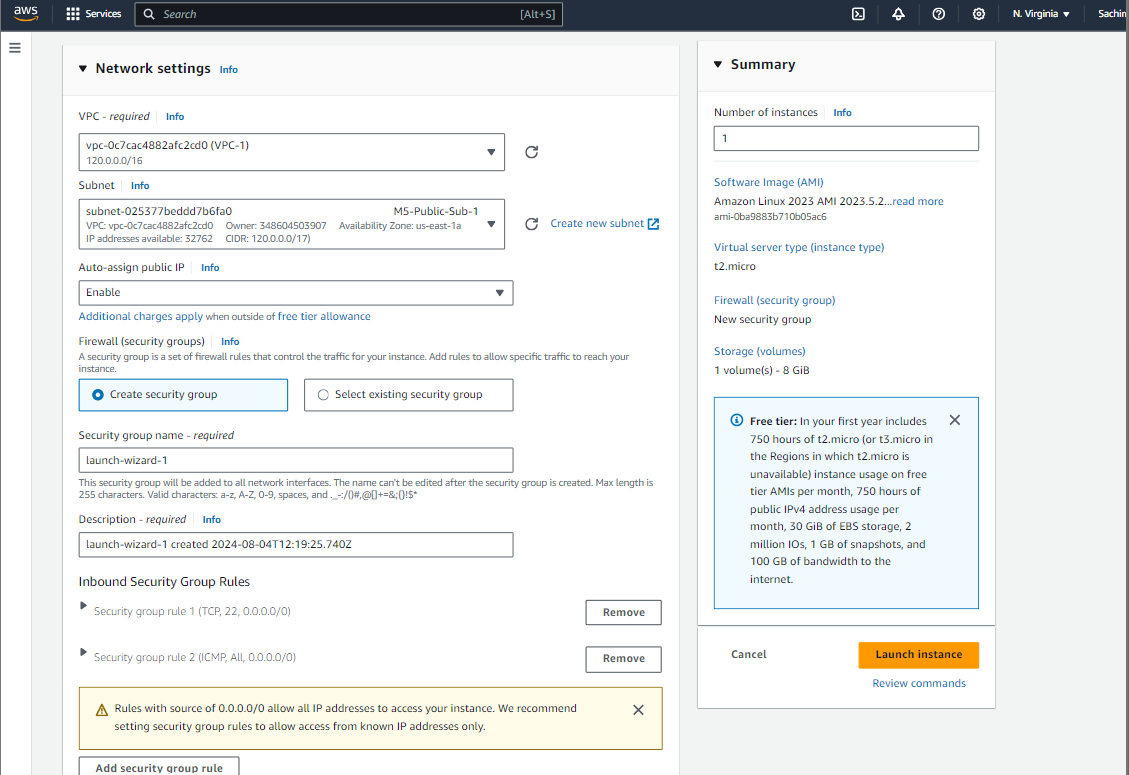 aws
Services
Search
[Alt+S]
N. Virginia
Sachin
Network settings Info
VPC - required Info
vpc-0c7cac4882afc2cd0 (VPC-1)
120.0.0.0/16
Subnet Info
subnet-025377beddd7b6fa0 M5-Public-Sub-1
VPC: vpc-0c7cac4882afc2cd0 Owner: 348604503907 Availability Zone: us-east-1a
IP addresses available: 32762 CIDR: 120.0.0.0/17)
Create new subnet
Auto-assign public IP Info
Enable
Additional charges apply when outside of free tier allowance
Firewall (security groups) Info
A security group is a set of firewall rules that control the traffic for your instance. Add rules to allow specific traffic to reach your
instance.
Create security group
Select existing security group
Security group name - required
launch-wizard-1
This security group will be added to all network interfaces. The name can't be edited after the security group is created. Max length is
255 characters. Valid characters: a-z, A-Z, 0-9, spaces, and ._-:/()#,@[]+=&;{}!$*
Description - required Info
launch-wizard-1 created 2024-08-04T12:19:25.740Z
Inbound Security Group Rules
Security group rule 1 (TCP, 22, 0.0.0.0/0)
Remove
Security group rule 2 (ICMP, All, 0.0.0.0/0)
Remove
Rules with source of 0.0.0.0/0 allow all IP addresses to access your instance. We recommend
setting security group rules to allow access from known IP addresses only.
Add security group rule
Summary
Number of instances Info
1
Software Image (AMI)
Amazon Linux 2023 AMI 2023.5.2...read more
ami-0ba9883b710b05ac6
Virtual server type (instance type)
t2.micro
Firewall (security group)
New security group
Storage (volumes)
1 volume(s) - 8 GiB
Free tier: In your first year includes
750 hours of t2.micro (or t3.micro in
the Regions in which t2.micro is
unavailable) instance usage on free
tier AMIs per month, 750 hours of
public IPv4 address usage per
month, 30 GiB of EBS storage, 2
million IOs, 1 GB of snapshots, and
100 GB of bandwidth to the
internet.
Cancel
Launch instance
Review commands